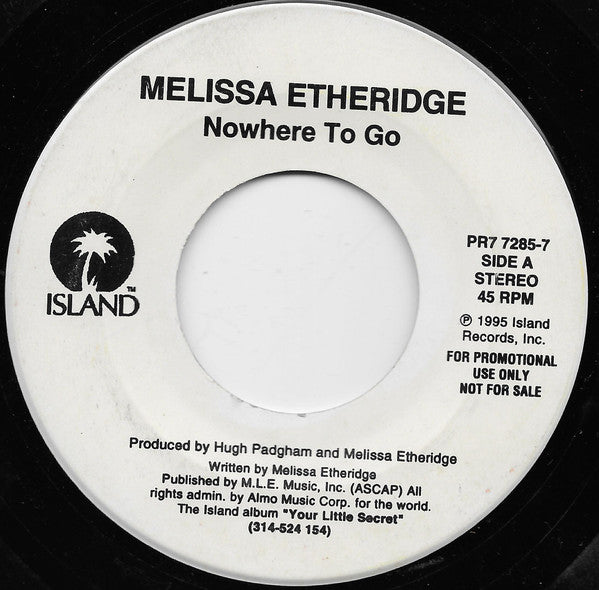 MELISSA ETHERIDGE
Nowhere To Go
ISLAND™
PR7 7285-7
SIDE A
STEREO
45 RPM
℗ 1995 Island
Records, Inc.
FOR PROMOTIONAL
USE ONLY
NOT FOR SALE
Produced by Hugh Padgham and Melissa Etheridge
Written by Melissa Etheridge
Published by M.L.E. Music, Inc. (ASCAP) All
rights admin. by Almo Music Corp. for the world.
The Island album "Your Little Secret"
(314-524 154)